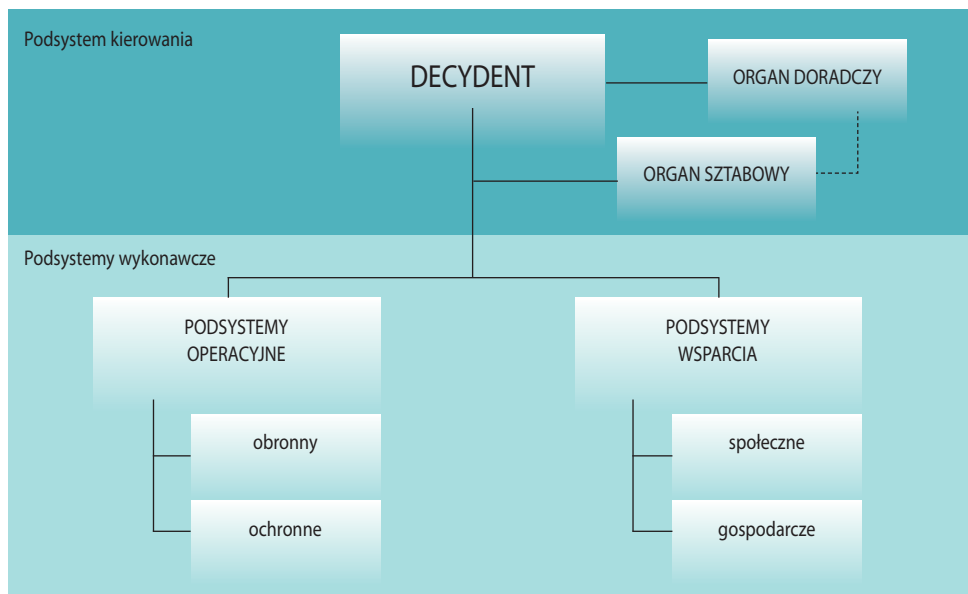 Podsystem kierowania
DECYDENT
ORGAN DORADCZY
ORGAN SZTABOWY
Podsystemy wykonawcze
PODSYSTEMY
OPERACYJNE
obronny
ochronne
PODSYSTEMY
WSPARCIA
społeczne
gospodarcze